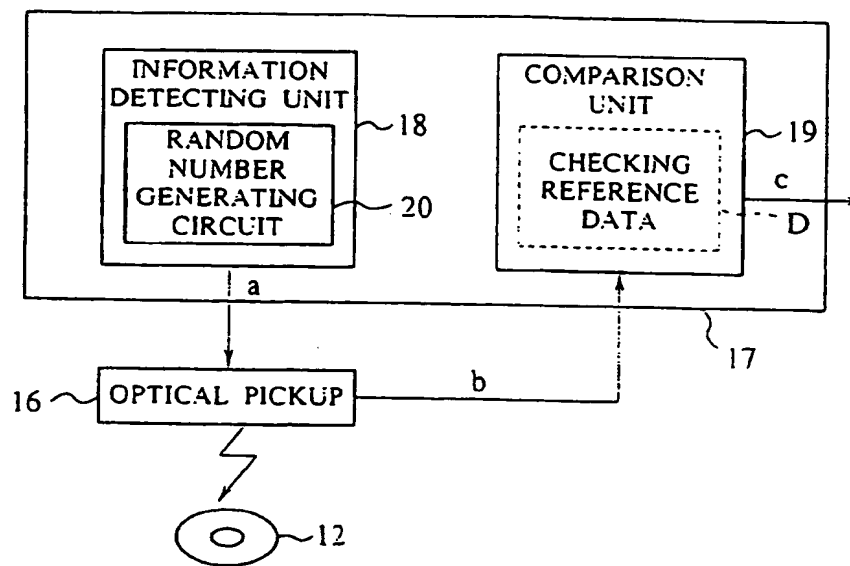 INFORMATION
DETECTING UNIT
18
RANDOM
NUMBER
GENERATING
CIRCUIT
20
COMPARISON
UNIT
19
CHECKING
REFERENCE
DATA
c
D
a
17
16
OPTICAL PICKUP
b
12